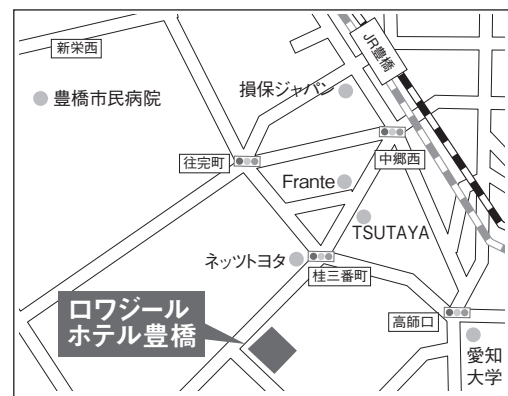 新栄西
JR豊橋
豊橋市民病院
損保ジャパン
往完町
中郷西
Frante
TSUTAYA
ネッツトヨタ
桂三番町
ロワジール
ホテル豊橋
高師口
愛知
大学